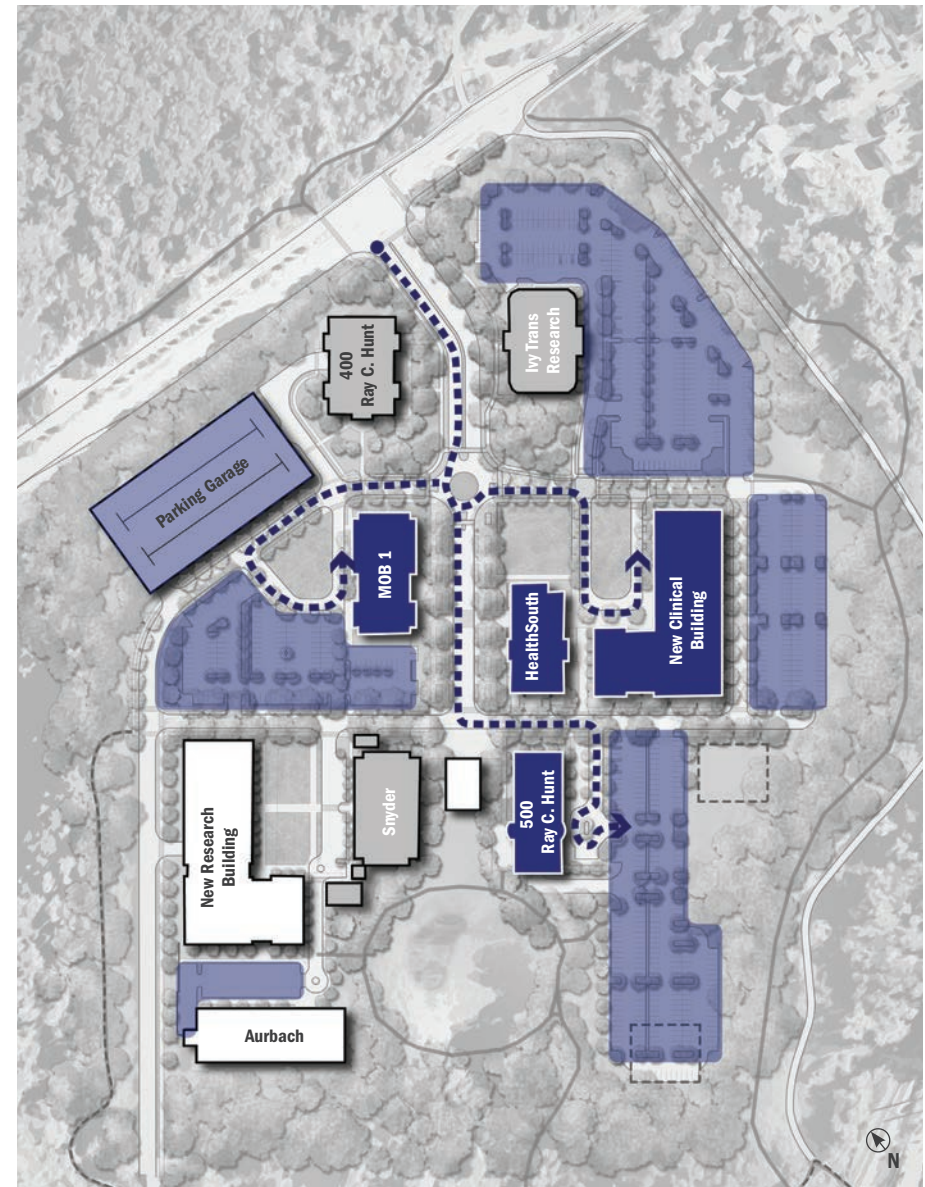 Ivy Trans
Research
400
Ray C. Hunt
Parking Garage
MOB 1
HealthSouth
New Clinical
Building
500
Ray C. Hunt
Snyder
New Research
Building
Aurbach
N